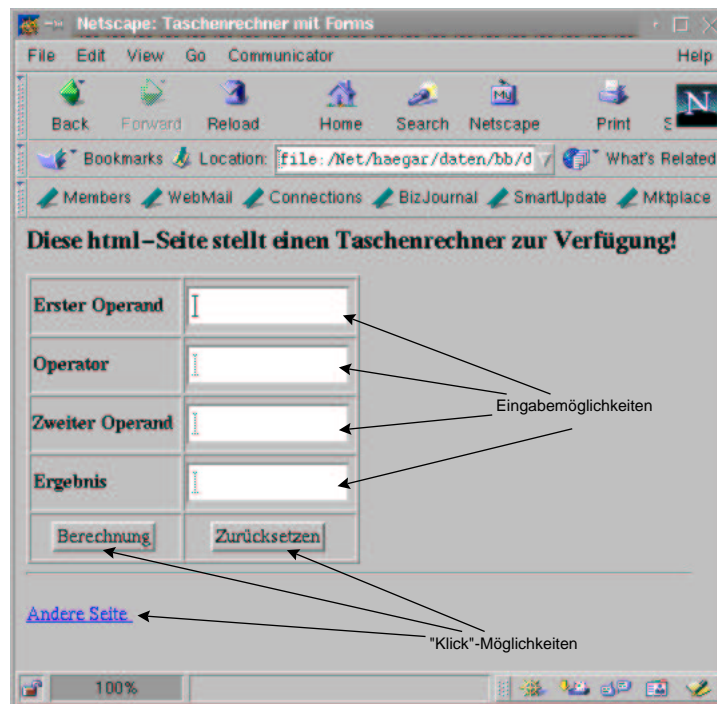 Netscape: Taschenrechner mit Forms
File Edit View Go Communicator Help
Back Forward Reload Home Search Netscape Print S
My
N
Bookmarks Location: file:/Net/haegar/daten/bb/d What's Related
Members WebMail Connections BizJournal SmartUpdate Mktplace
Diese html-Seite stellt einen Taschenrechner zur Verfügung!
Erster Operand
Operator
Eingabemöglichkeiten
Zweiter Operand
Ergebnis
Berechnung Zurücksetzen
Andere Seite
"Klick"-Möglichkeiten
100%